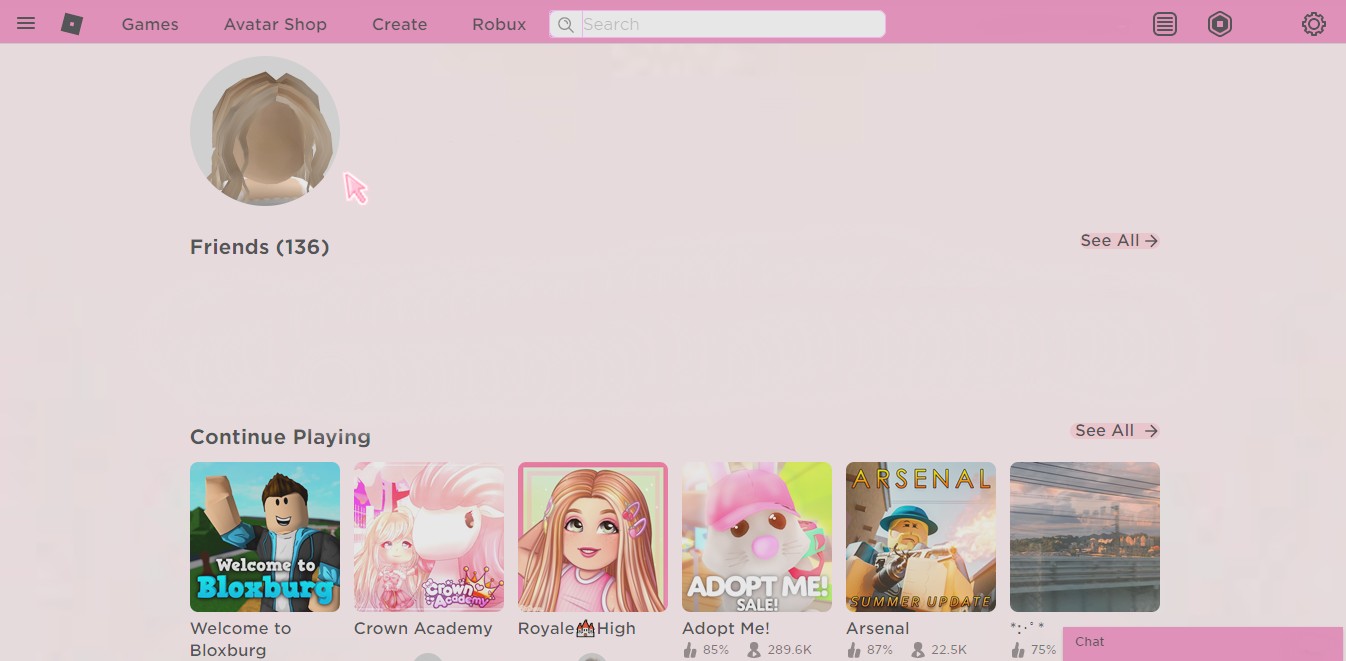 Games Avatar Shop Create Robux Search
Friends (136) See All
Continue Playing See All
Welcome to
Bloxburg
Crown
Academy
ADOPT ME!
SALE!
ARSENAL
SUMMER UPDATE
Welcome to
Bloxburg
Crown Academy
Royale🏰High
Adopt Me!
85% 289.6K
Arsenal
87% 22.5K
*:·ﾟ*
75%
Chat